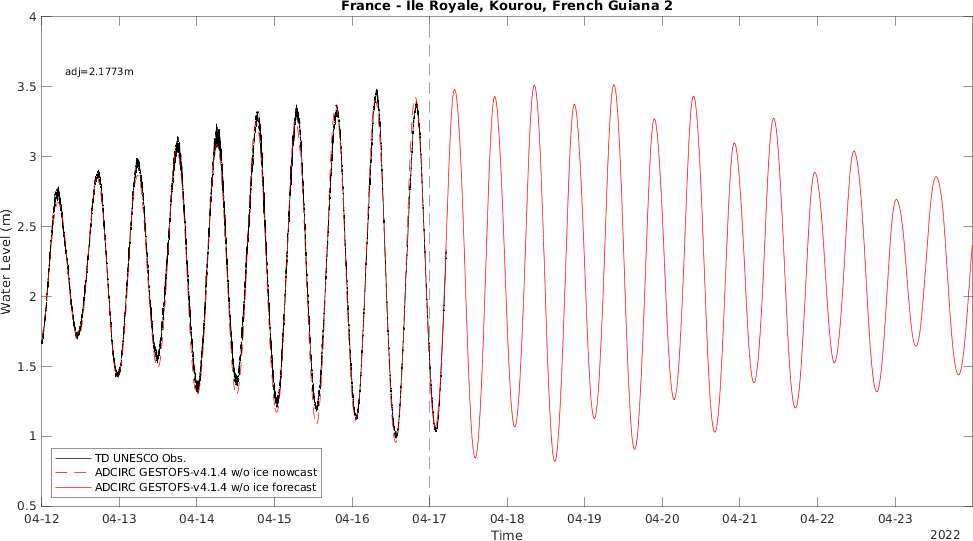 France - Ile Royale, Kourou, French Guiana 2
adj=2.1773m
4
3.5
3
2.5
2
1.5
1
0.5
Water Level (m)
TD UNESCO Obs.
ADCIRC GESTOFS-v4.1.4 w/o ice nowcast
ADCIRC GESTOFS-v4.1.4 w/o ice forecast
04-12 04-13 04-14 04-15 04-16 04-17 04-18 04-19 04-20 04-21 04-22 04-23
Time
2022